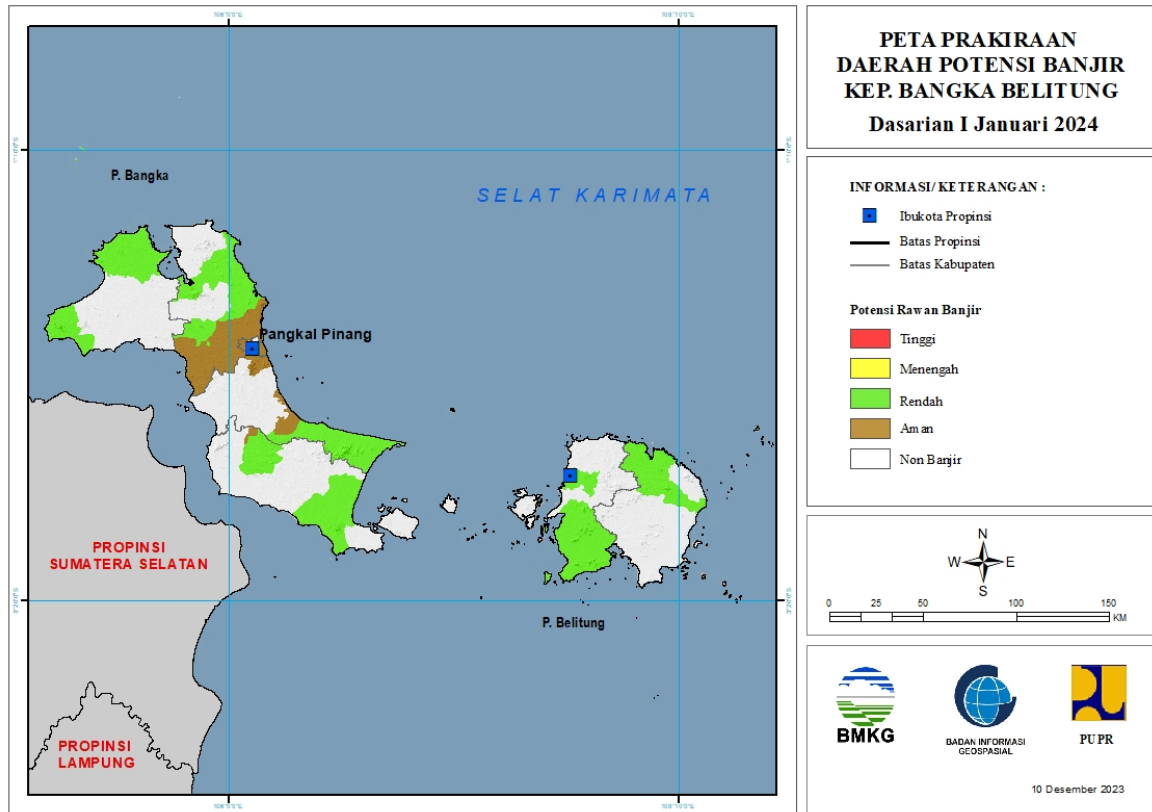 PETA PRAKIRAAN
DAERAH POTENSI BANJIR
KEP. BANGKA BELITUNG
Dasarian I Januari 2024
INFORMASI/ KETERANGAN :
Ibukota Propinsi
Batas Propinsi
Batas Kabupaten
Potensi Rawan Banjir
Tinggi
Menengah
Rendah
Aman
Non Banjir
N
W E
S
0 25 50 100 150
KM
BMKG
BADAN INFORMASI
GEOSPASIAL
PUPR
10 Desember 2023
P. Bangka
SELAT KARIMATA
Pangkal Pinang
PROPINSI
SUMATERA SELATAN
P. Belitung
PROPINSI
LAMPUNG